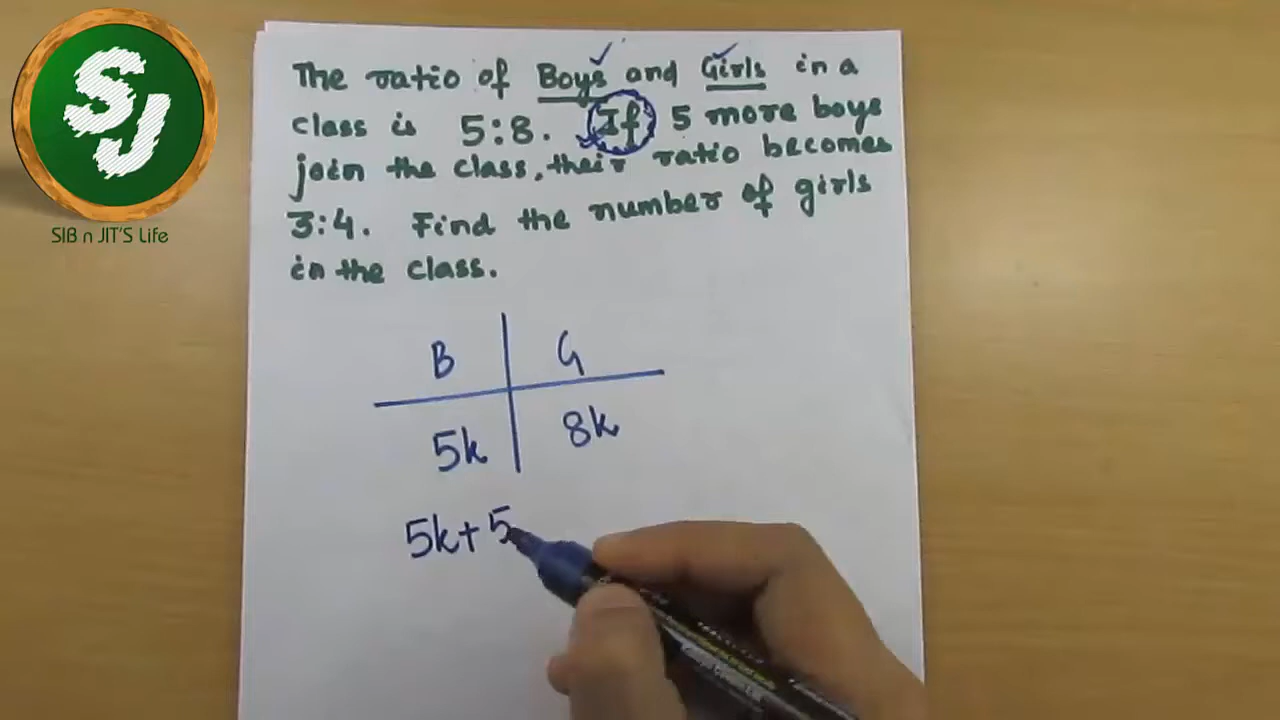 SJ
SIB n JIT'S Life
The ratio of Boys and Girls in a
class is 5:8. If 5 more boys
join the class, their ratio becomes
3:4. Find the number of girls
in the class.
B G
5k 8k
5k+5